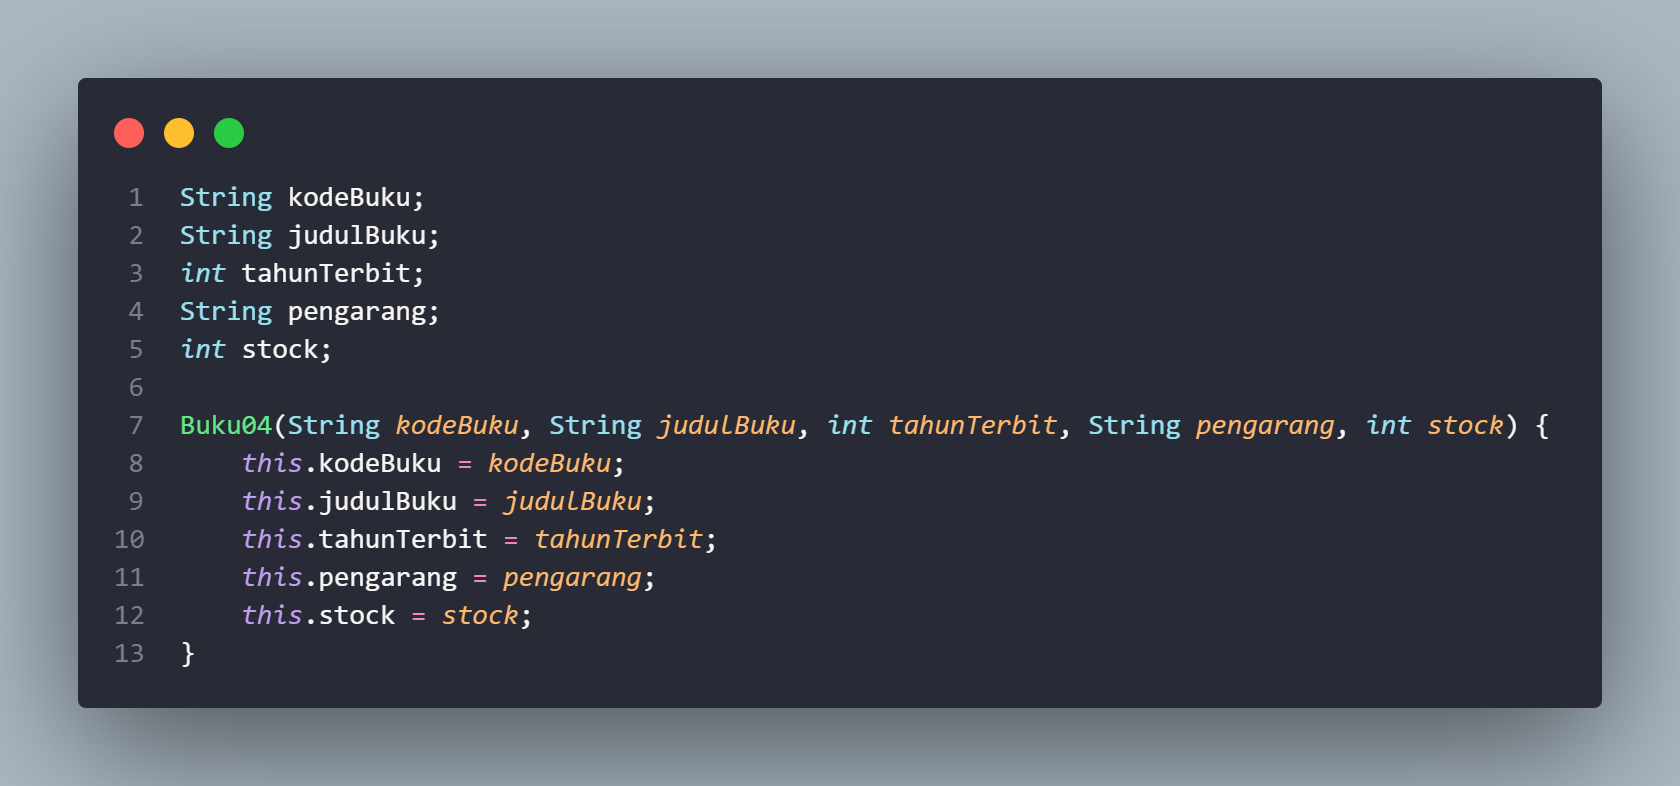 1 String kodeBuku;
2 String judulBuku;
3 int tahunTerbit;
4 String pengarang;
5 int stock;
6
7 Buku04(String kodeBuku, String judulBuku, int tahunTerbit, String pengarang, int stock) {
8     this.kodeBuku = kodeBuku;
9     this.judulBuku = judulBuku;
10     this.tahunTerbit = tahunTerbit;
11     this.pengarang = pengarang;
12     this.stock = stock;
13 }